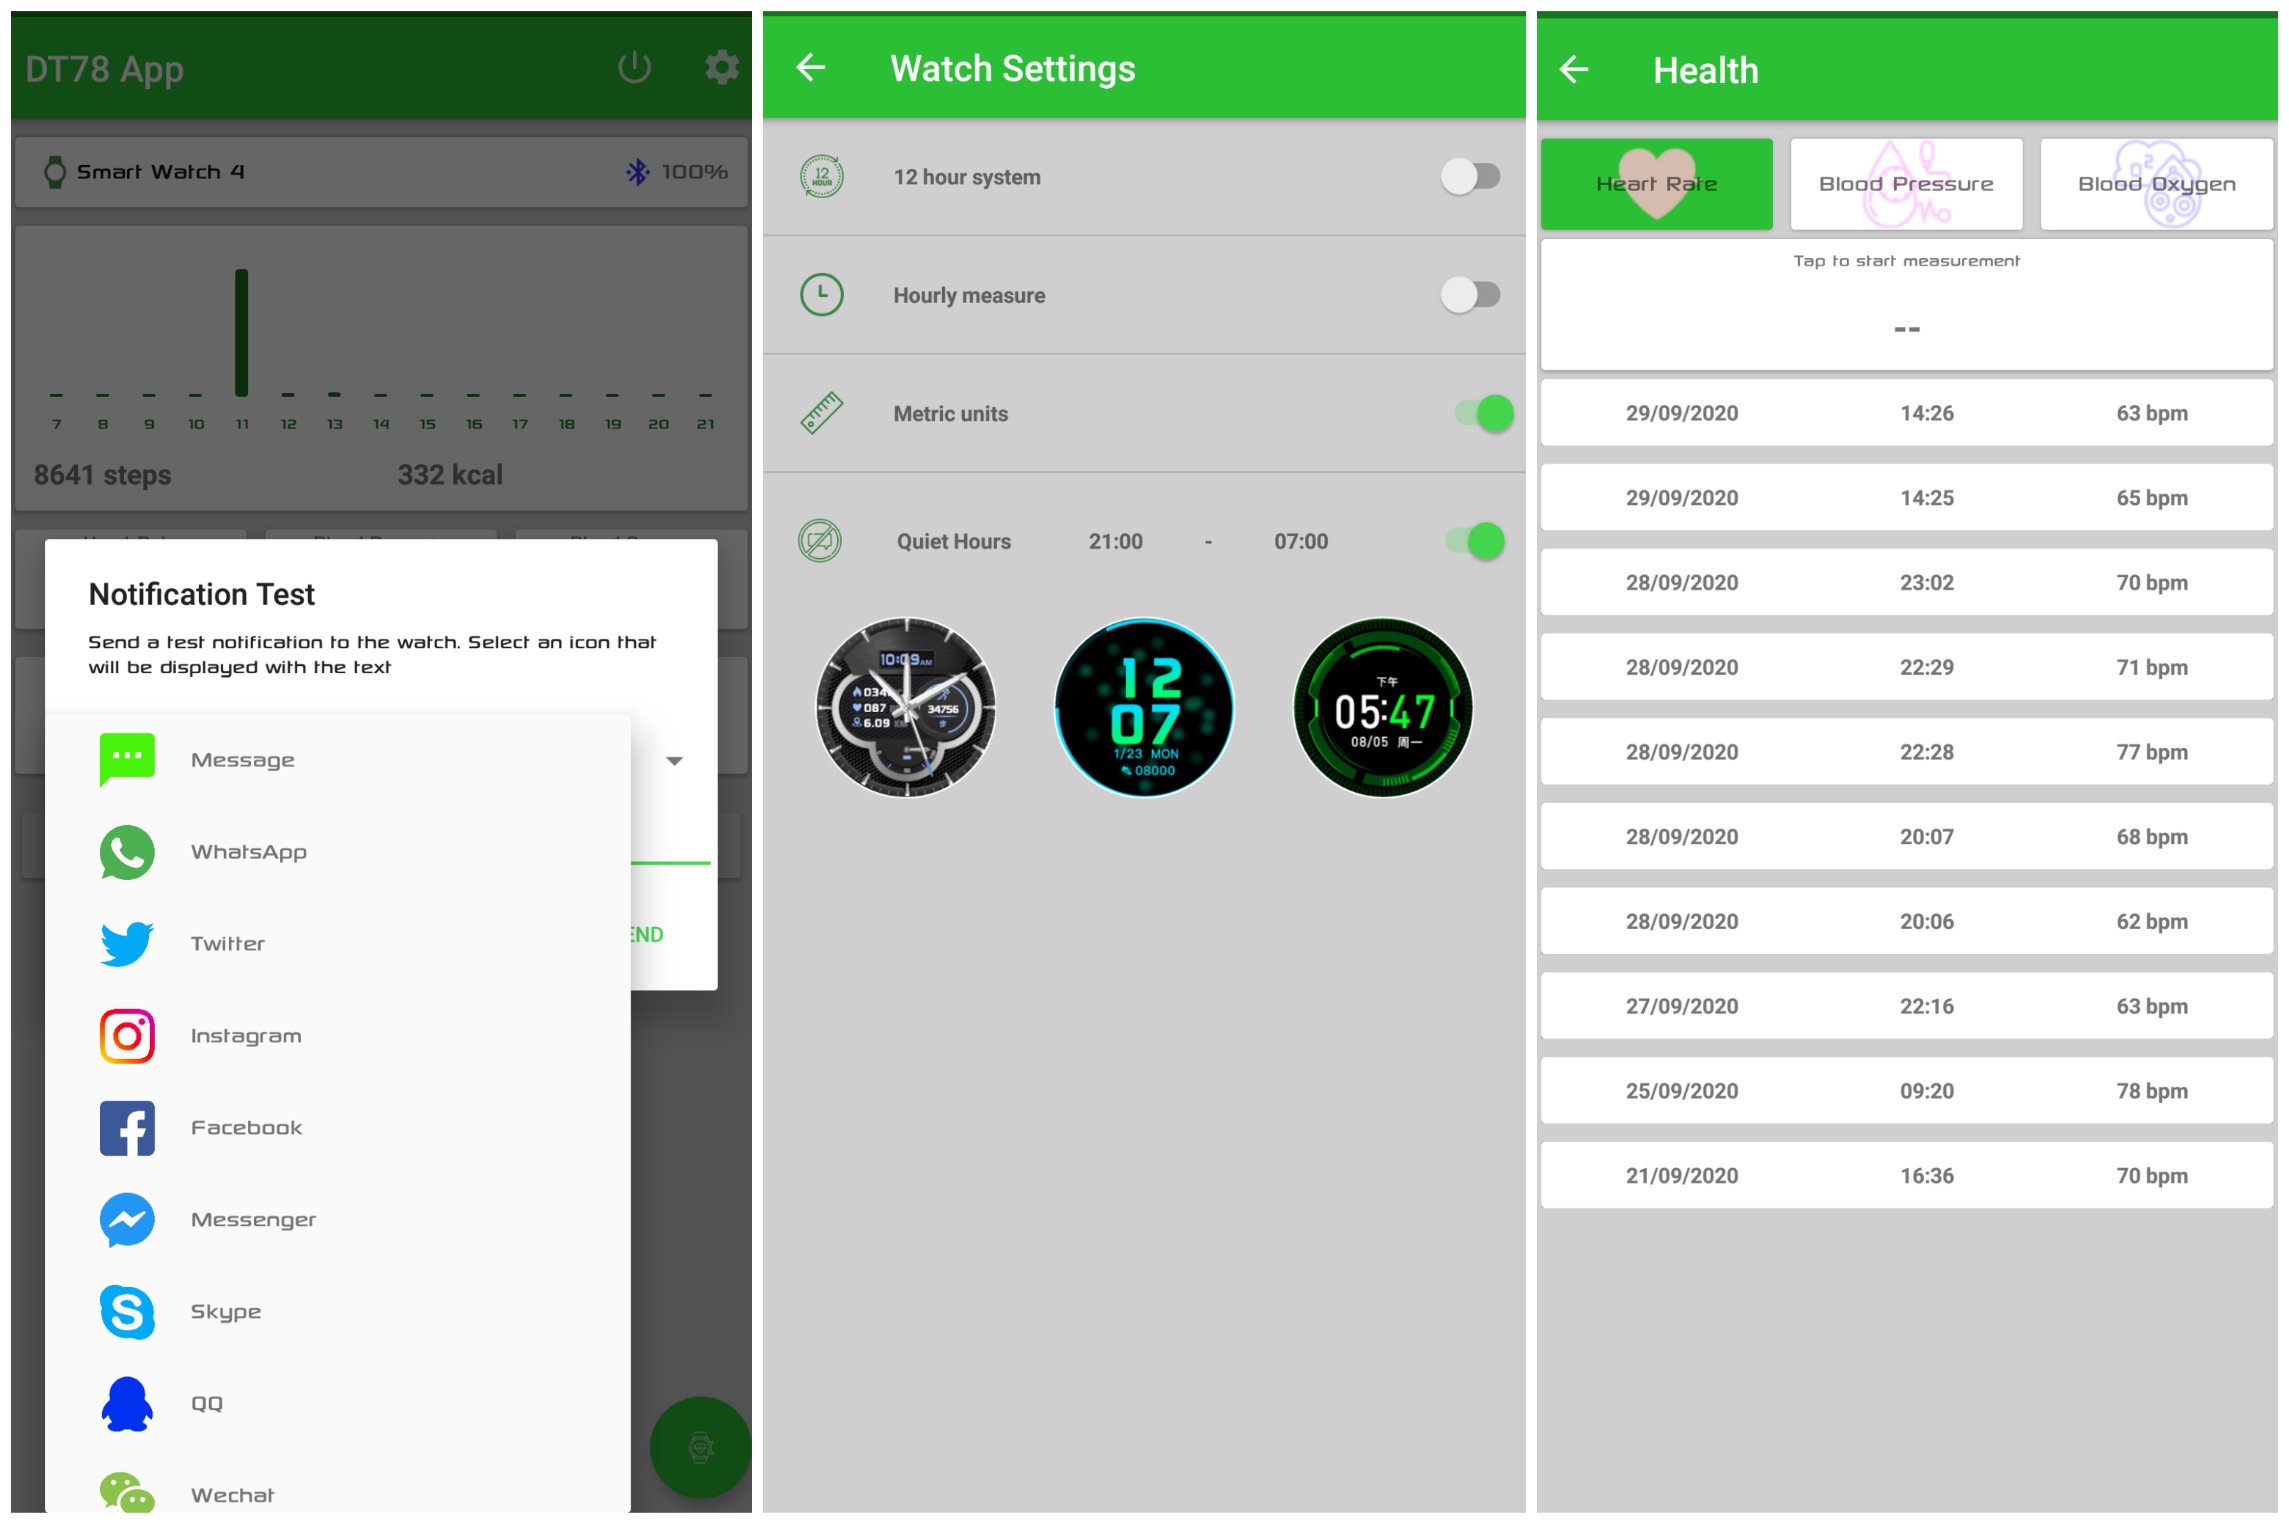 DT78 App
Smart Watch 4
100%
7 8 9 10 11 12 13 14 15 16 17 18 19 20 21
8641 steps 332 kcal
Notification Test
Send a test notification to the watch. Select an icon that
will be displayed with the text
Message
WhatsApp
Twitter
Instagram
Facebook
END
Messenger
Skype
QQ
Wechat
Watch Settings
12 HOUR
12 hour system
Hourly measure
Metric units
Quiet Hours 21:00 - 07:00
10:09 AM
087
6.09
34756
12
07
1/23 MON
08000
下午
05:47
08/05 周一
Health
Heart Rate
Blood Pressure
Blood Oxygen
Tap to start measurement
--
29/09/2020 14:26 63 bpm
29/09/2020 14:25 65 bpm
28/09/2020 23:02 70 bpm
28/09/2020 22:29 71 bpm
28/09/2020 22:28 77 bpm
28/09/2020 20:07 68 bpm
28/09/2020 20:06 62 bpm
27/09/2020 22:16 63 bpm
25/09/2020 09:20 78 bpm
21/09/2020 16:36 70 bpm